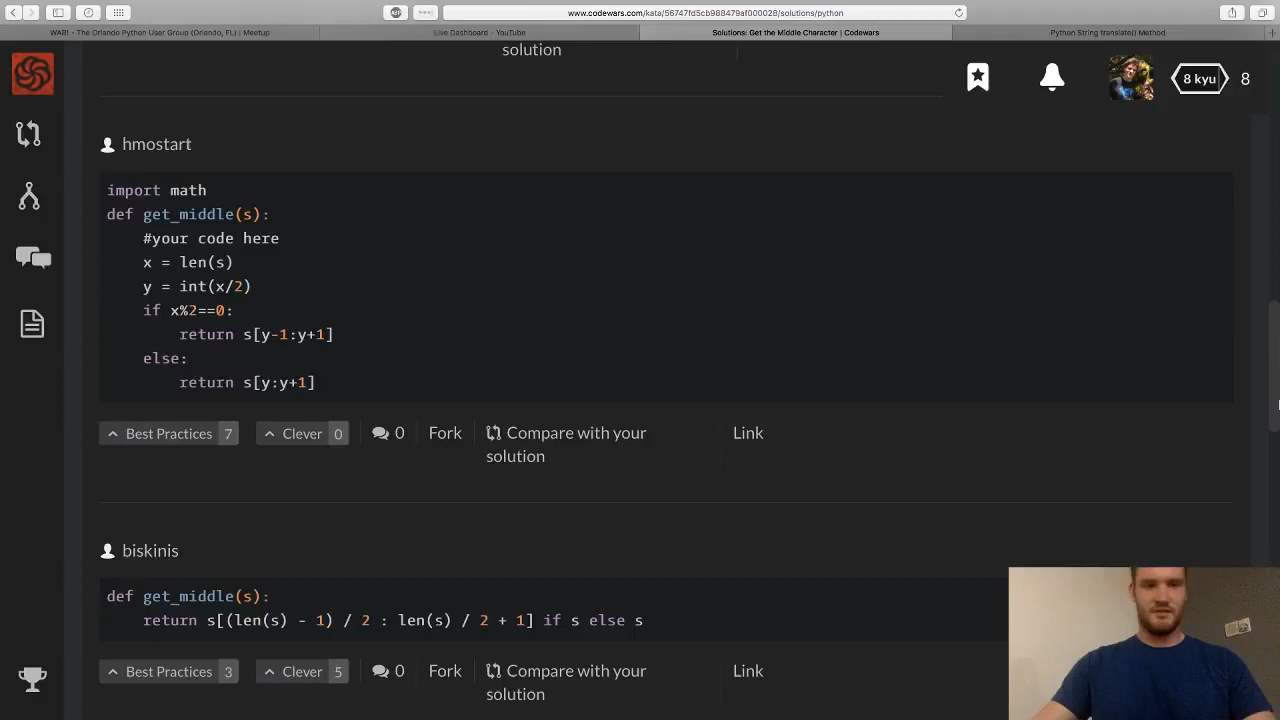 www.codewars.com/kata/56747fd5cb988479af000028/solutions/python
WAR! - The Orlando Python User Group (Orlando, FL) | Meetup
Live Dashboard - YouTube
Solutions: Get the Middle Character | Codewars
Python String translate() Method
solution
8 kyu
8
hmostart
import math
def get_middle(s):
#your code here
x = len(s)
y = int(x/2)
if x%2==0:
return s[y-1:y+1]
else:
return s[y:y+1]
Best Practices 7
Clever 0
0
Fork
Compare with your
solution
Link
biskinis
def get_middle(s):
return s[(len(s) - 1) / 2 : len(s) / 2 + 1] if s else s
Best Practices 3
Clever 5
0
Fork
Compare with your
solution
Link